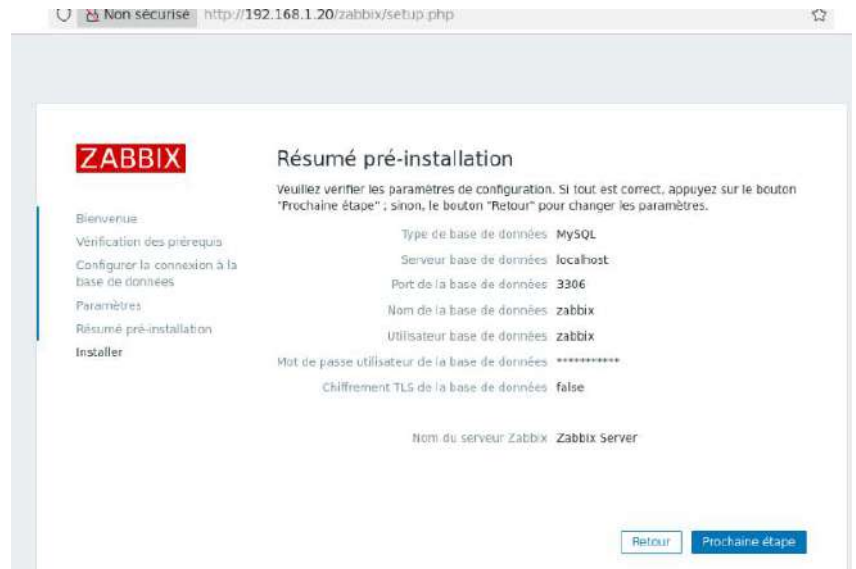 Non sécurisé http://192.168.1.20/zabbix/setup.php
ZABBIX
Résumé pré-installation
Veuillez vérifier les paramètres de configuration. Si tout est correct, appuyez sur le bouton
"Prochaine étape" ; sinon, le bouton "Retour" pour changer les paramètres.
Bienvenue
Vérification des prérequis
Configurer la connexion à la
base de données
Paramètres
Résumé pré-installation
Installer
Type de base de données MySQL
Serveur base de données localhost
Port de la base de données 3306
Nom de la base de données zabbix
Utilisateur base de données zabbix
Mot de passe utilisateur de la base de données ***********
Chiffrement TLS de la base de données false
Nom du serveur Zabbix Zabbix Server
Retour Prochaine étape